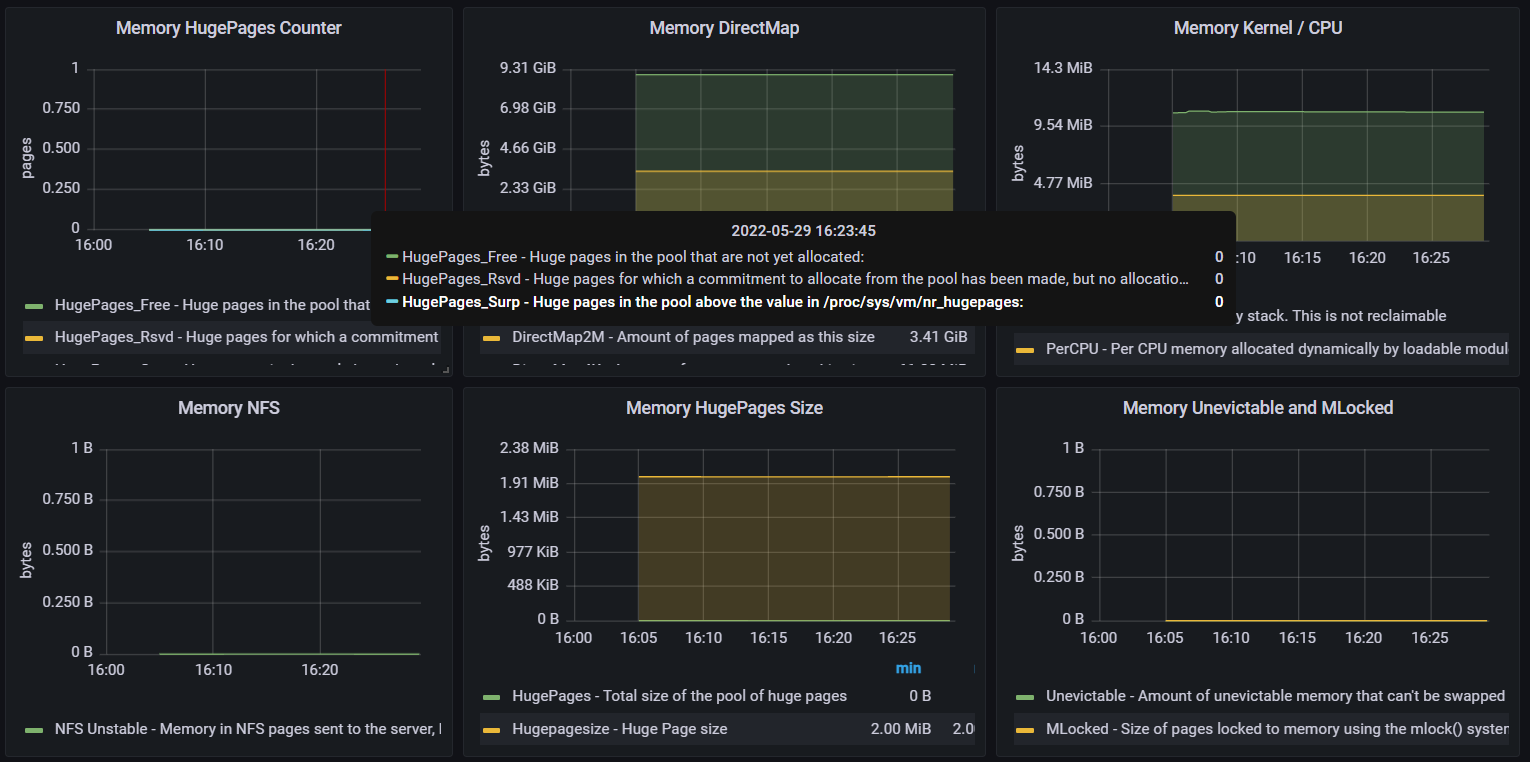 Memory HugePages Counter
1
0.750
0.500
0.250
0
pages
16:00 16:10 16:20
HugePages_Free - Huge pages in the pool that
HugePages_Rsvd - Huge pages for which a commitment
Memory DirectMap
9.31 GiB
6.98 GiB
4.66 GiB
2.33 GiB
bytes
DirectMap2M - Amount of pages mapped as this size 3.41 GiB
Memory Kernel / CPU
14.3 MiB
9.54 MiB
4.77 MiB
bytes
:10 16:15 16:20 16:25
y stack. This is not reclaimable
PerCPU - Per CPU memory allocated dynamically by loadable modul
2022-05-29 16:23:45
HugePages_Free - Huge pages in the pool that are not yet allocated: 0
HugePages_Rsvd - Huge pages for which a commitment to allocate from the pool has been made, but no allocatio... 0
HugePages_Surp - Huge pages in the pool above the value in /proc/sys/vm/nr_hugepages: 0
Memory NFS
1 B
0.750 B
0.500 B
0.250 B
0 B
bytes
16:00 16:10 16:20
NFS Unstable - Memory in NFS pages sent to the server,
Memory HugePages Size
2.38 MiB
1.91 MiB
1.43 MiB
977 KiB
488 KiB
0 B
bytes
16:00 16:05 16:10 16:15 16:20 16:25
min
HugePages - Total size of the pool of huge pages 0 B
Hugepagesize - Huge Page size 2.00 MiB 2.0
Memory Unevictable and MLocked
1 B
0.750 B
0.500 B
0.250 B
0 B
bytes
16:00 16:05 16:10 16:15 16:20 16:25
Unevictable - Amount of unevictable memory that can't be swapped
MLocked - Size of pages locked to memory using the mlock() system